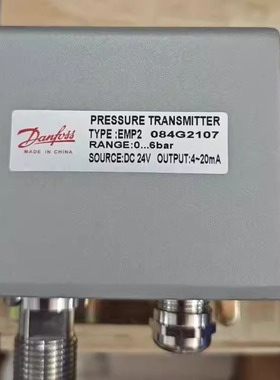 Danfoss
MADE IN CHINA
PRESSURE TRANSMITTER
TYPE :EMP2 084G2107
RANGE:0...6bar
SOURCE:DC 24V OUTPUT:4~20mA